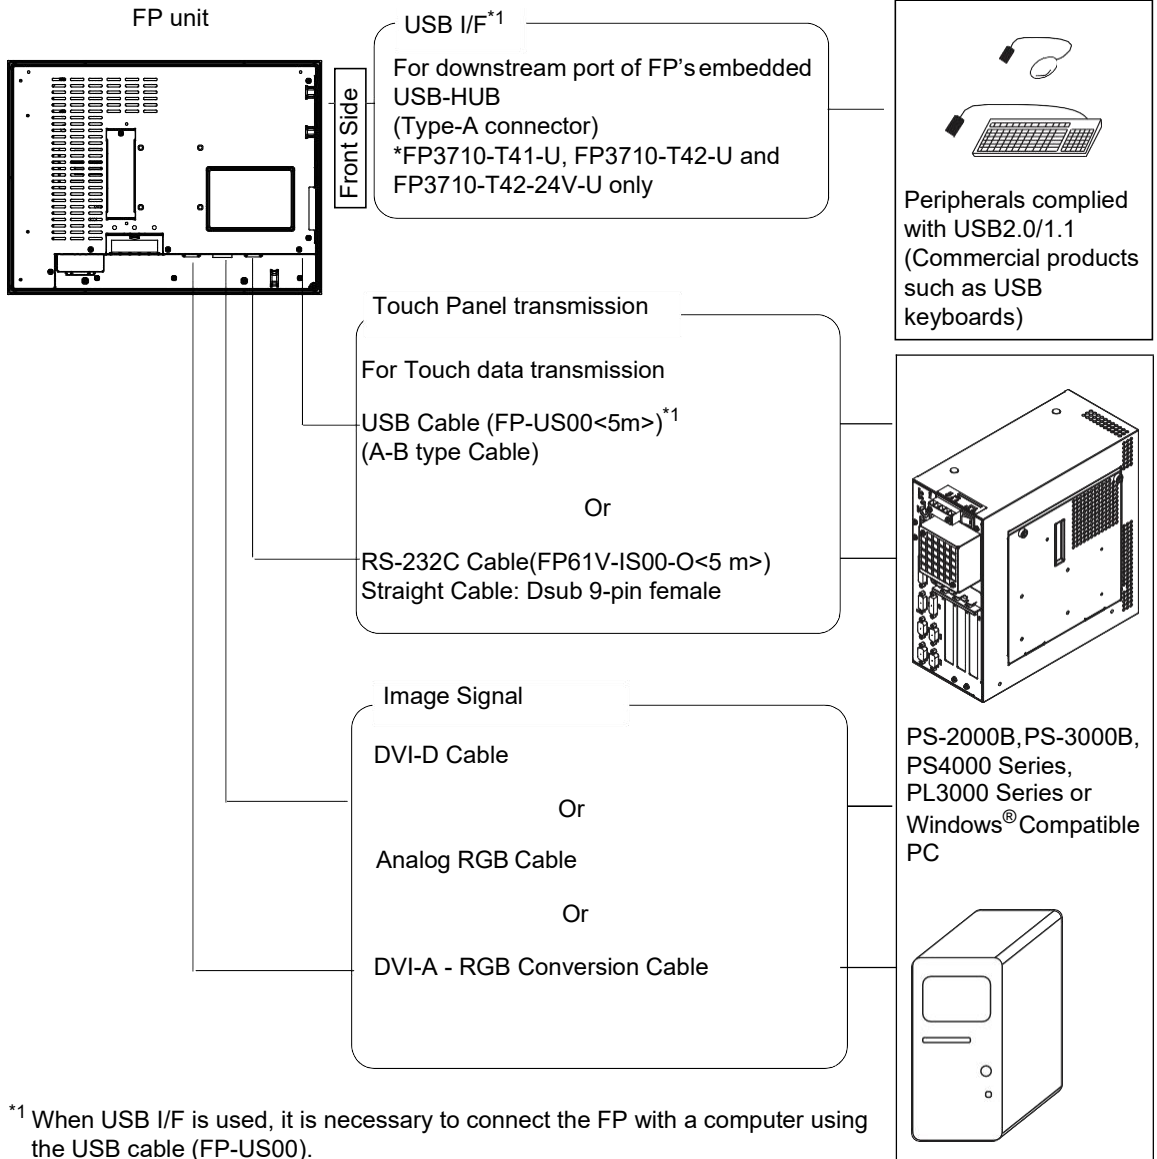 FP unit
USB I/F*1
For downstream port of FP's embedded
USB-HUB
(Type-A connector)
*FP3710-T41-U, FP3710-T42-U and
FP3710-T42-24V-U only
Front Side
Peripherals complied
with USB2.0/1.1
(Commercial products
such as USB
keyboards)
Touch Panel transmission
For Touch data transmission
USB Cable (FP-US00<5m>)*1
(A-B type Cable)
Or
RS-232C Cable(FP61V-IS00-O<5 m>)
Straight Cable: Dsub 9-pin female
Image Signal
DVI-D Cable
Or
Analog RGB Cable
Or
DVI-A - RGB Conversion Cable
PS-2000B,PS-3000B,
PS4000 Series,
PL3000 Series or
Windows® Compatible
PC
*1 When USB I/F is used, it is necessary to connect the FP with a computer using
the USB cable (FP-US00).